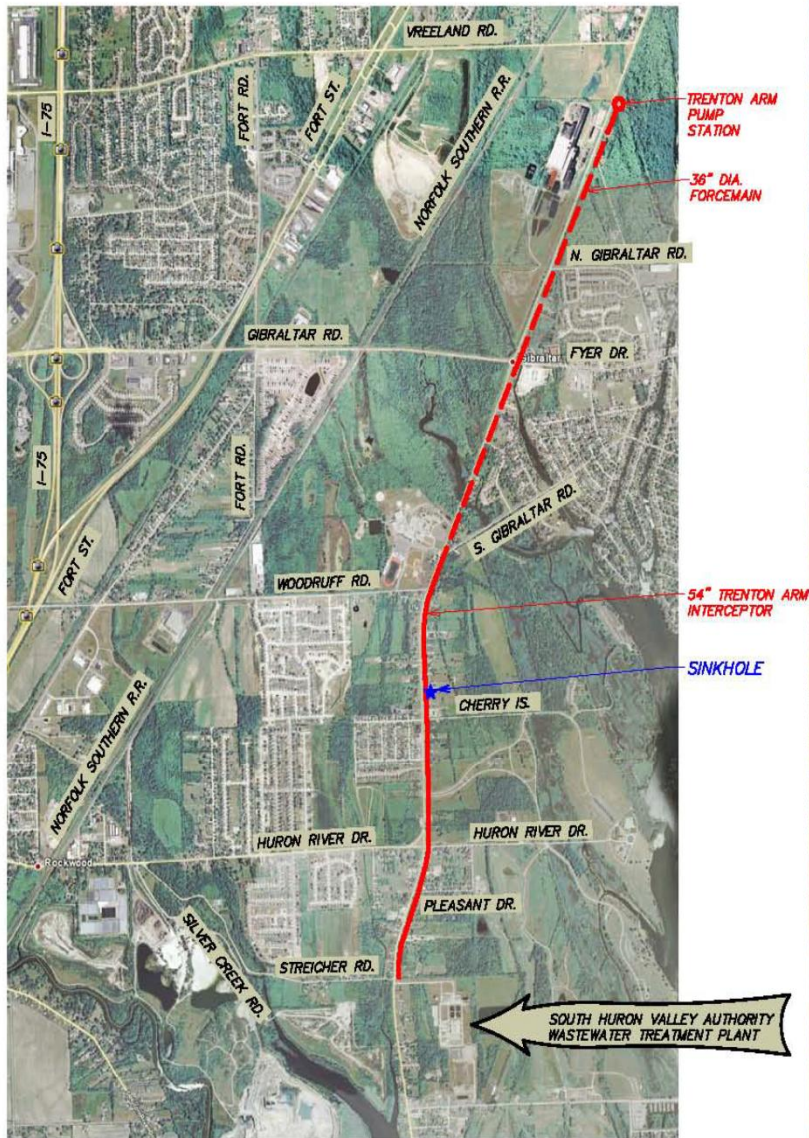 VREELAND RD.
I-75
FORT RD.
FORT ST.
NORFOLK SOUTHERN R.R.
TRENTON ARM
PUMP
STATION
36" DIA.
FORCEMAIN
N. GIBRALTAR RD.
GIBRALTAR RD.
Gibraltar
FYER DR.
I-75
FORT RD.
FORT ST.
S. GIBRALTAR RD.
WOODRUFF RD.
54" TRENTON ARM
INTERCEPTOR
SINKHOLE
CHERRY IS.
NORFOLK SOUTHERN R.R.
HURON RIVER DR.
HURON RIVER DR.
Rockwood
PLEASANT DR.
SILVER CREEK RD.
STREICHER RD.
SOUTH HURON VALLEY AUTHORITY
WASTEWATER TREATMENT PLANT